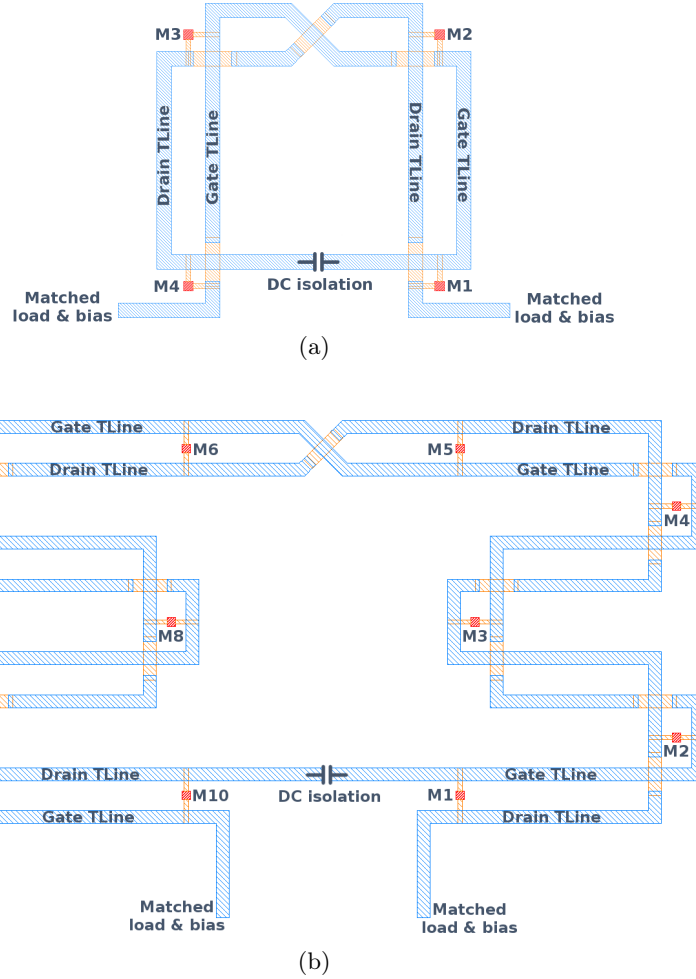 M3
M2
Drain TLine
Gate TLine
Drain TLine
Gate TLine
M4
DC isolation
M1
Matched
load & bias
Matched
load & bias
(a)
Gate TLine
Drain TLine
M6
M5
Drain TLine
Drain TLine
Gate TLine
M4
M8
M3
M2
Drain TLine
DC isolation
Gate TLine
M10
M1
Gate TLine
Drain TLine
Matched
load & bias
Matched
load & bias
(b)